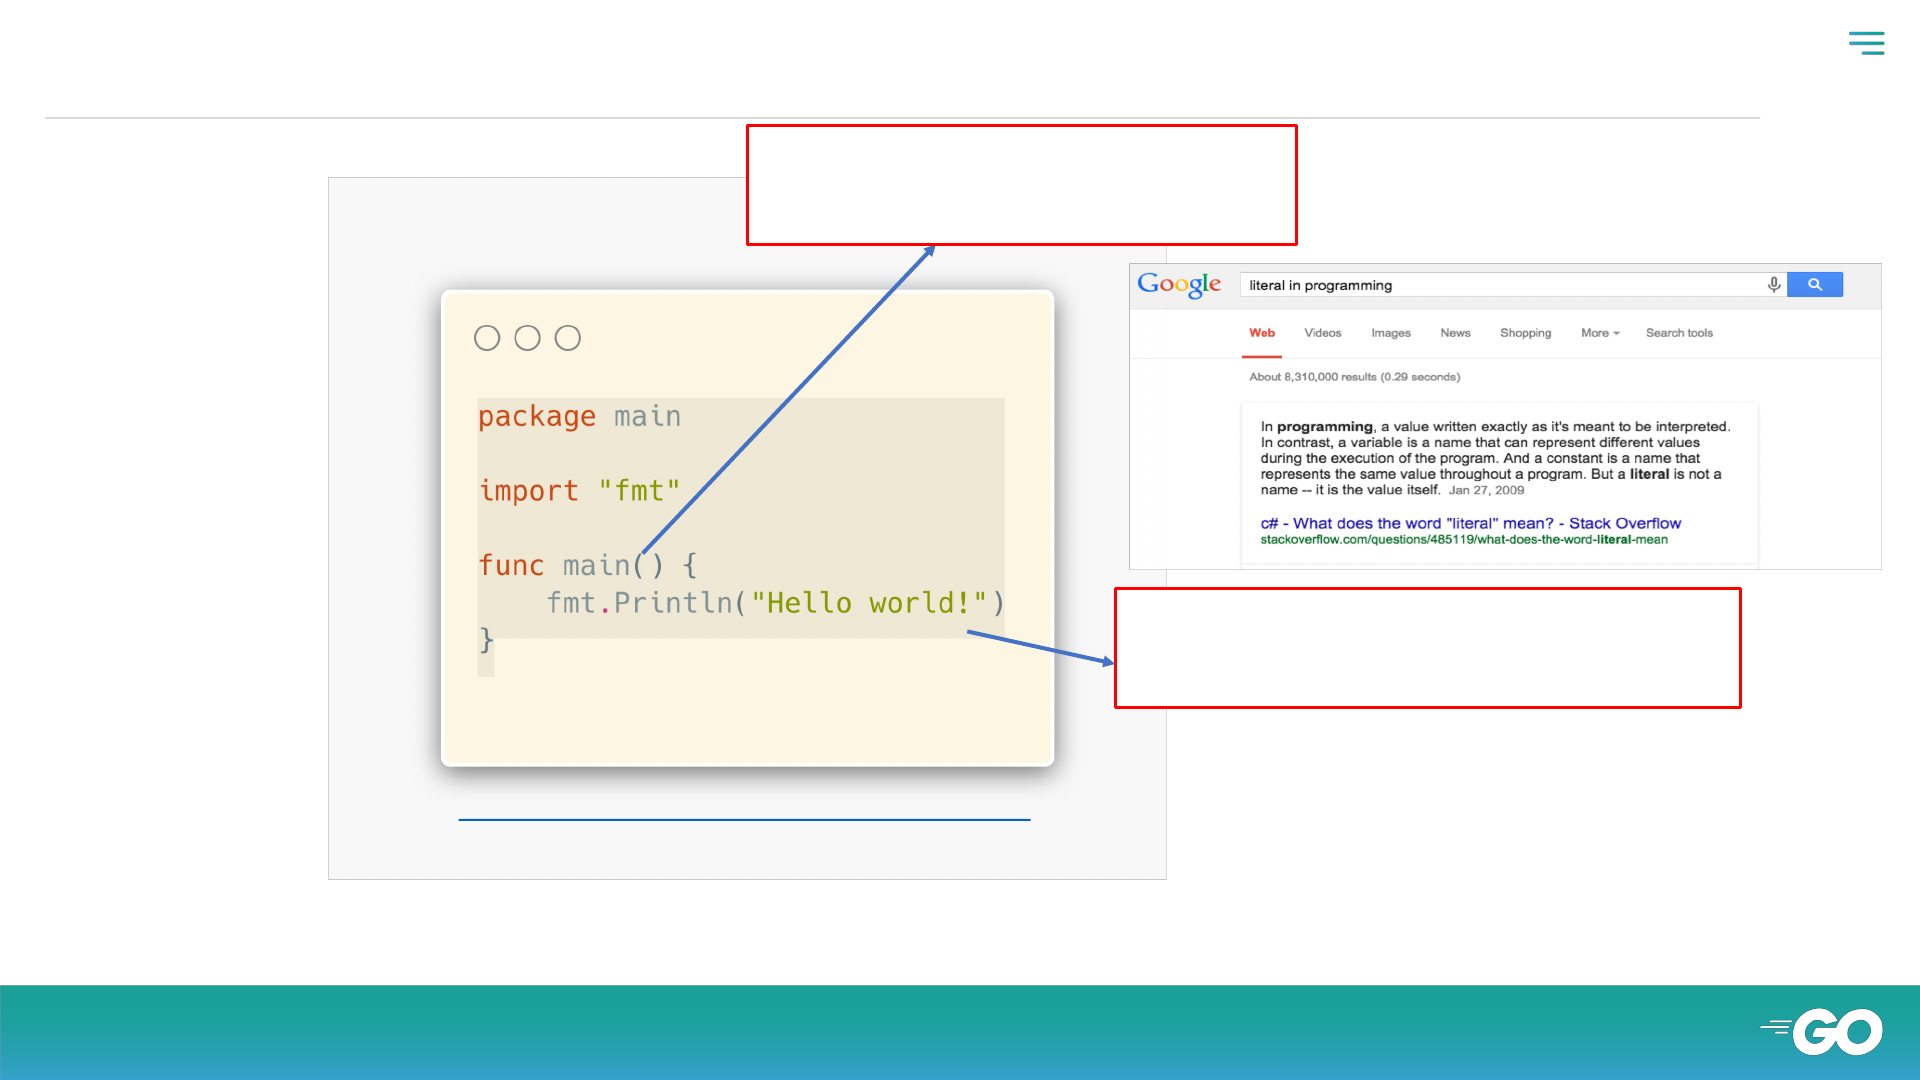 package main
import "fmt"
func main() {
    fmt.Println("Hello world!")
}
Google
literal in programming
Web Videos Images News Shopping More Search tools
About 8,310,000 results (0.29 seconds)
In programming, a value written exactly as it's meant to be interpreted.
In contrast, a variable is a name that can represent different values
during the execution of the program. And a constant is a name that
represents the same value throughout a program. But a literal is not a
name -- it is the value itself. Jan 27, 2009
c# - What does the word "literal" mean? - Stack Overflow
stackoverflow.com/questions/485119/what-does-the-word-literal-mean
GO